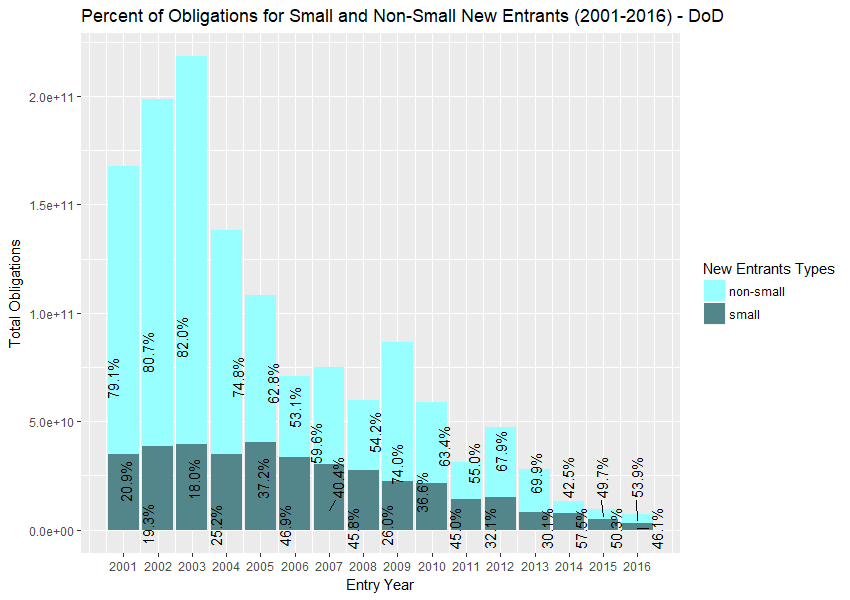 Percent of Obligations for Small and Non-Small New Entrants (2001-2016) - DoD
Total Obligations
2.0e+11
1.5e+11
1.0e+11
5.0e+10
0.0e+00
79.1%
80.7%
82.0%
74.8%
62.8%
53.1%
59.6%
54.2%
74.0%
63.4%
55.0%
67.9%
69.9%
42.5%
49.7%
53.9%
20.9%
19.3%
18.0%
25.2%
37.2%
46.9%
40.4%
45.8%
26.0%
36.6%
45.0%
32.1%
30.1%
57.5%
50.3%
46.1%
2001 2002 2003 2004 2005 2006 2007 2008 2009 2010 2011 2012 2013 2014 2015 2016
Entry Year
New Entrants Types
non-small
small